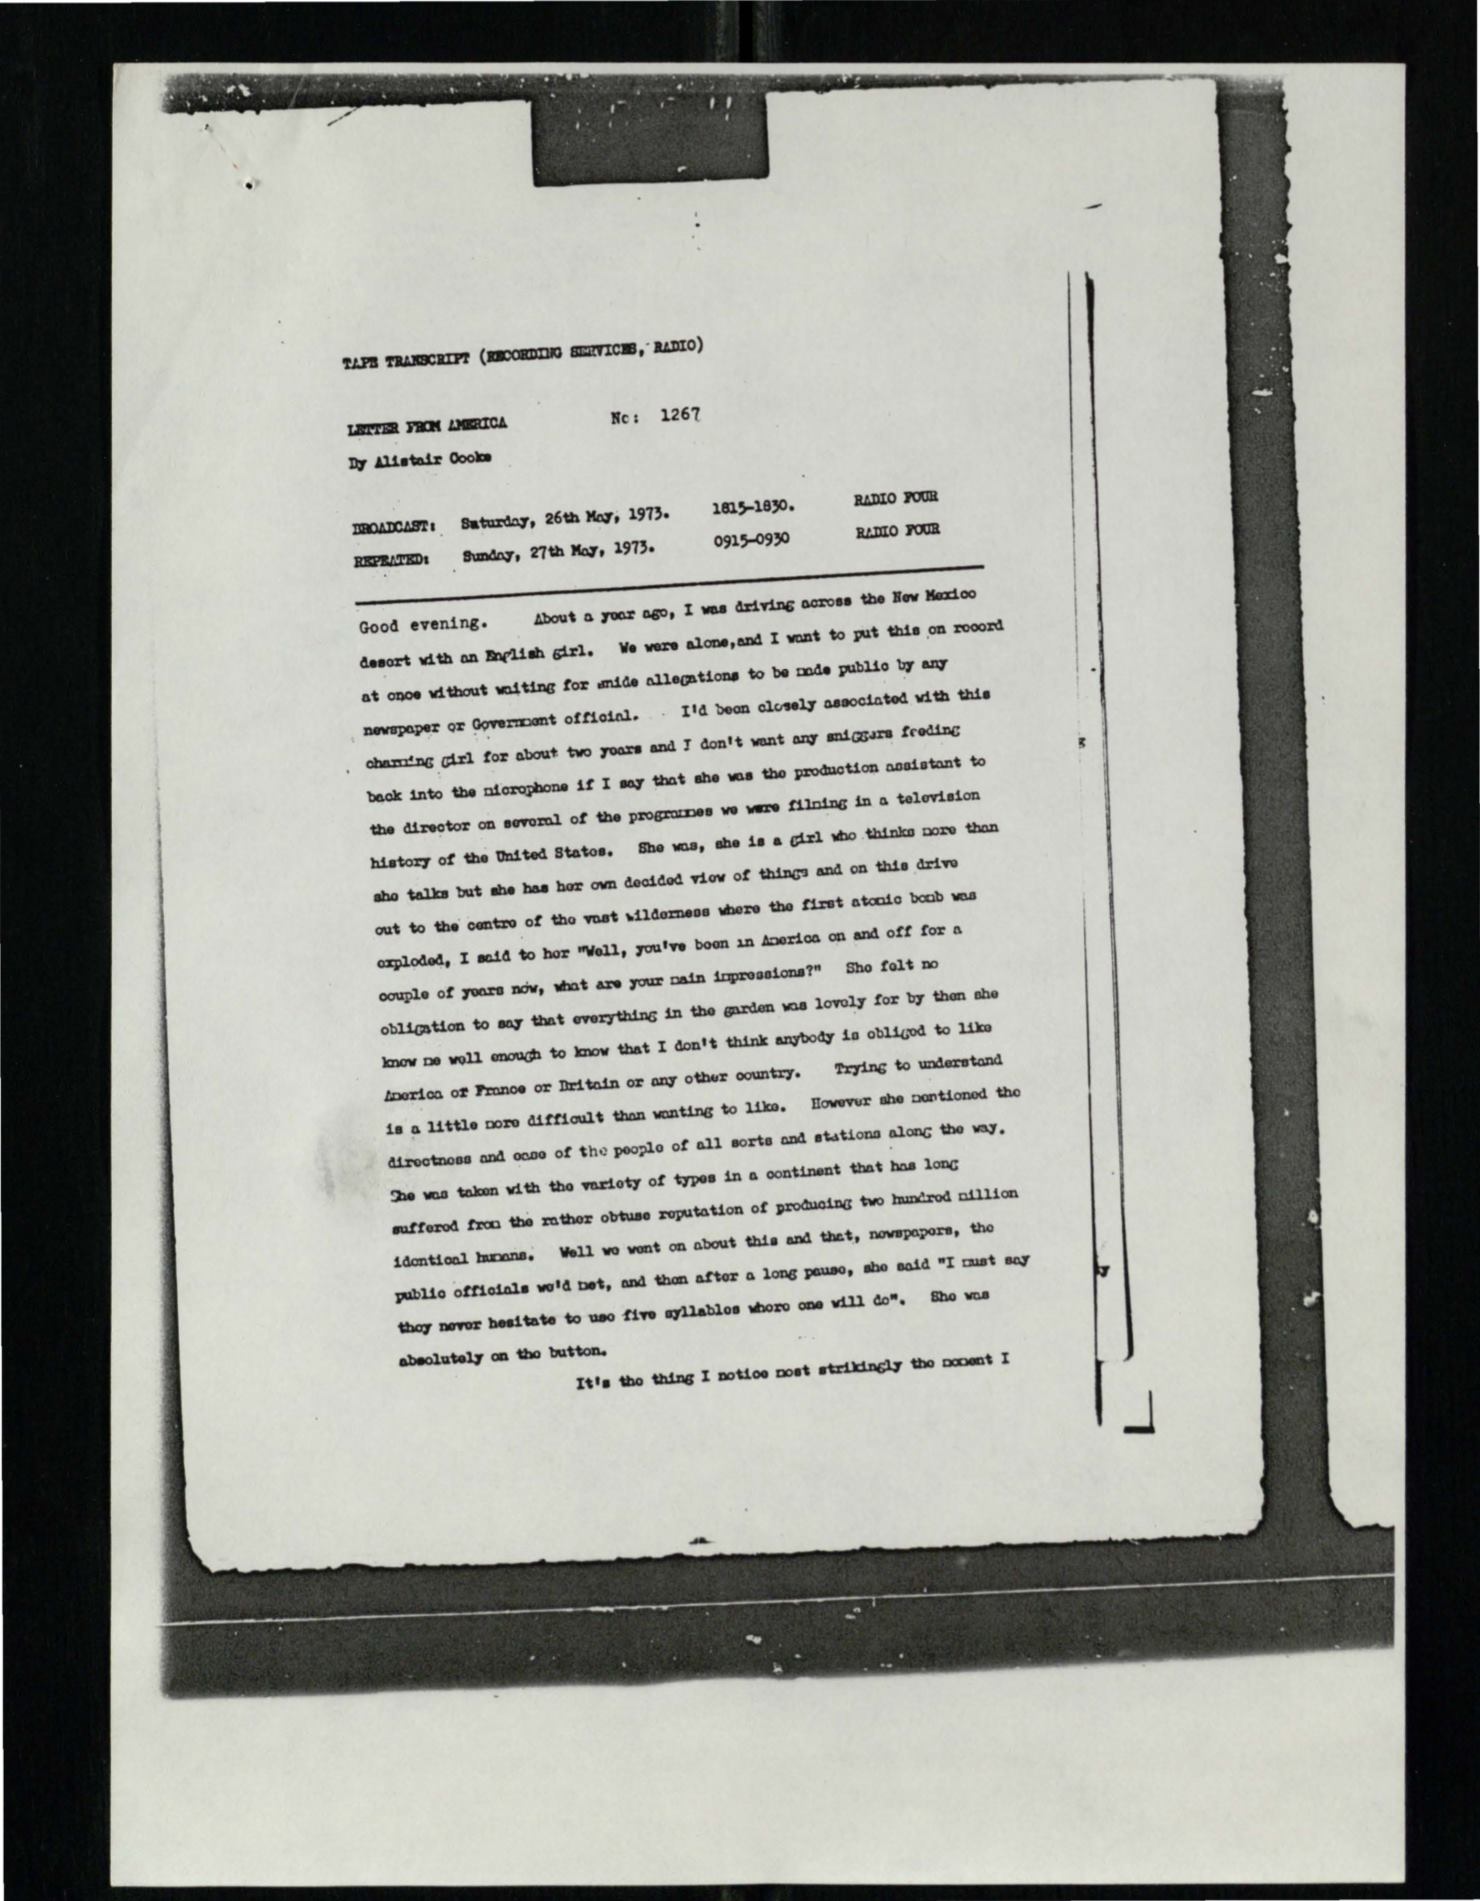 TAPE TRANSCRIPT (RECORDING SERVICES, RADIO)
LETTER FROM AMERICA No: 1267
By Alistair Cooke
BROADCAST: Saturday, 26th May, 1973. 1815-1830. RADIO FOUR
REPEATED: Sunday, 27th May, 1973. 0915-0930 RADIO FOUR
Good evening. About a year ago, I was driving across the New Mexico
desert with an English girl. We were alone, and I want to put this on record
at once without waiting for snide allegations to be made public by any
newspaper or Government official. I'd been closely associated with this
charming girl for about two years and I don't want any sniggers feeding
back into the microphone if I say that she was the production assistant to
the director on several of the programmes we were filming in a television
history of the United States. She was, she is a girl who thinks more than
she talks but she has her own decided view of things and on this drive
out to the centre of the vast wilderness where the first atomic bomb was
exploded, I said to her "Well, you've been in America on and off for a
couple of years now, what are your main impressions?" She felt no
obligation to say that everything in the garden was lovely for by then she
knew me well enough to know that I don't think anybody is obliged to like
America or France or Britain or any other country. Trying to understand
is a little more difficult than wanting to like. However she mentioned the
directness and ease of the people of all sorts and stations along the way.
She was taken with the variety of types in a continent that has long
suffered from the rather obtuse reputation of producing two hundred million
identical humans. Well we went on about this and that, newspapers, the
public officials we'd met, and then after a long pause, she said "I must say
they never hesitate to use five syllables where one will do". She was
absolutely on the button.
It's the thing I notice most strikingly the moment I